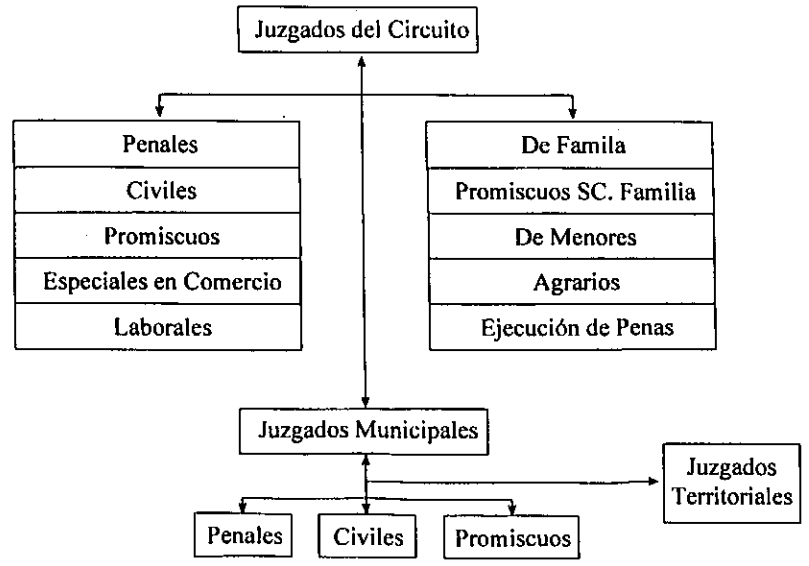 Juzgados del Circuito
Penales
Civiles
Promiscuos
Especiales en Comercio
Laborales
De Famila
Promiscuos SC. Familia
De Menores
Agrarios
Ejecución de Penas
Juzgados Municipales
Juzgados
Territoriales
Penales
Civiles
Promiscuos